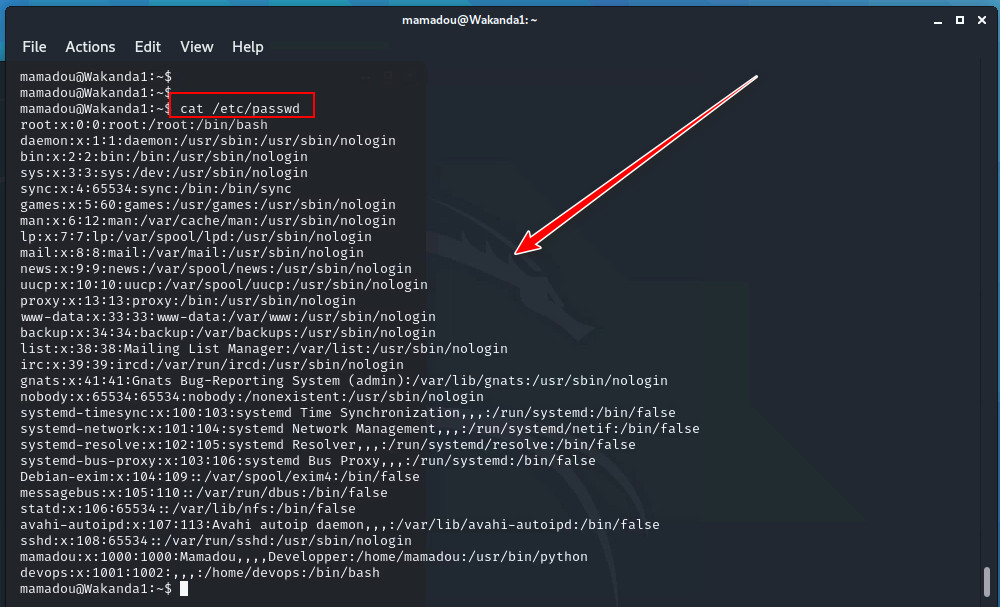 mamadou@Wakanda1: ~
File Actions Edit View Help
mamadou@Wakanda1:~$
mamadou@Wakanda1:~$
mamadou@Wakanda1:~$ cat /etc/passwd
root:x:0:0:root:/root:/bin/bash
daemon:x:1:1:daemon:/usr/sbin:/usr/sbin/nologin
bin:x:2:2:bin:/bin:/usr/sbin/nologin
sys:x:3:3:sys:/dev:/usr/sbin/nologin
sync:x:4:65534:sync:/bin:/bin/sync
games:x:5:60:games:/usr/games:/usr/sbin/nologin
man:x:6:12:man:/var/cache/man:/usr/sbin/nologin
lp:x:7:7:lp:/var/spool/lpd:/usr/sbin/nologin
mail:x:8:8:mail:/var/mail:/usr/sbin/nologin
news:x:9:9:news:/var/spool/news:/usr/sbin/nologin
uucp:x:10:10:uucp:/var/spool/uucp:/usr/sbin/nologin
proxy:x:13:13:proxy:/bin:/usr/sbin/nologin
www-data:x:33:33:www-data:/var/www:/usr/sbin/nologin
backup:x:34:34:backup:/var/backups:/usr/sbin/nologin
list:x:38:38:Mailing List Manager:/var/list:/usr/sbin/nologin
irc:x:39:39:ircd:/var/run/ircd:/usr/sbin/nologin
gnats:x:41:41:Gnats Bug-Reporting System (admin):/var/lib/gnats:/usr/sbin/nologin
nobody:x:65534:65534:nobody:/nonexistent:/usr/sbin/nologin
systemd-timesync:x:100:103:systemd Time Synchronization,,,:/run/systemd:/bin/false
systemd-network:x:101:104:systemd Network Management,,,:/run/systemd/netif:/bin/false
systemd-resolve:x:102:105:systemd Resolver,,,:/run/systemd/resolve:/bin/false
systemd-bus-proxy:x:103:106:systemd Bus Proxy,,,:/run/systemd:/bin/false
Debian-exim:x:104:109::/var/spool/exim4:/bin/false
messagebus:x:105:110::/var/run/dbus:/bin/false
statd:x:106:65534::/var/lib/nfs:/bin/false
avahi-autoipd:x:107:113:Avahi autoip daemon,,,:/var/lib/avahi-autoipd:/bin/false
sshd:x:108:65534::/var/run/sshd:/usr/sbin/nologin
mamadou:x:1000:1000:Mamadou,,,,Developper:/home/mamadou:/usr/bin/python
devops:x:1001:1002:,,,:/home/devops:/bin/bash
mamadou@Wakanda1:~$